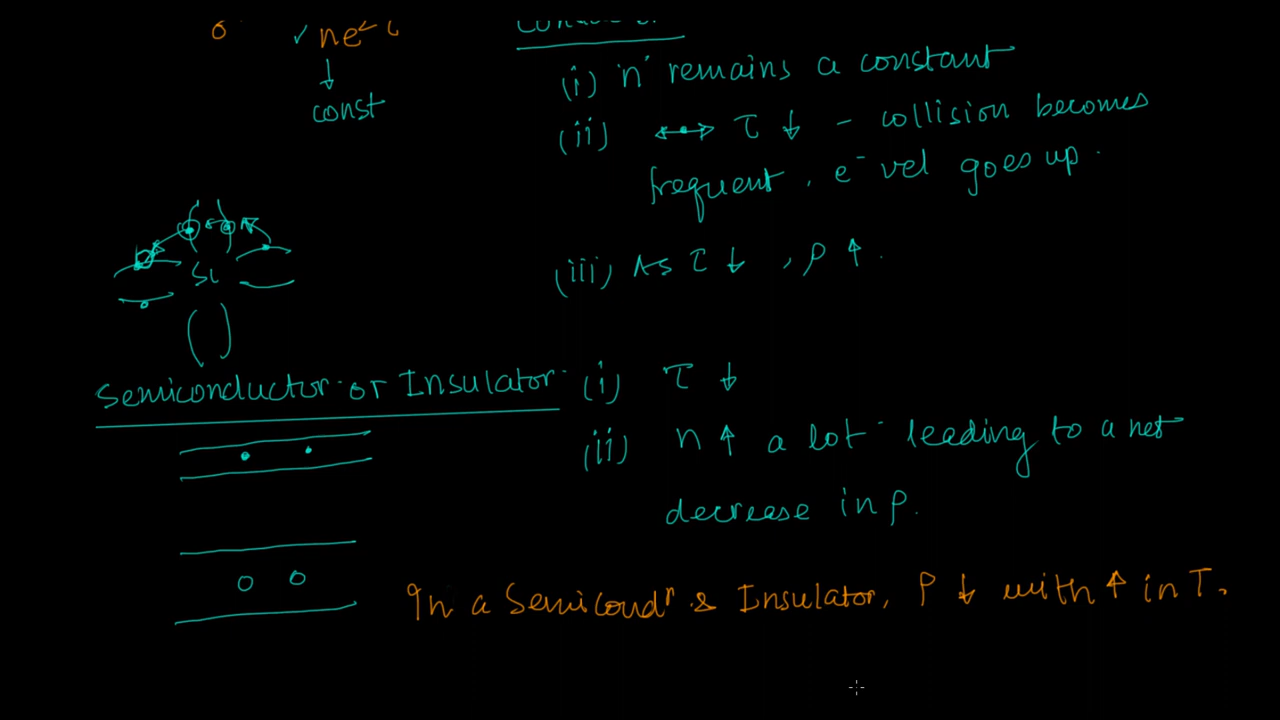 σ ✓ ne²τ
↓
const
(i) 'n' remains a constant
(ii) ↔ τ ↓ - collision becomes
frequent, e⁻ vel goes up.
(iii) As τ ↓, ρ ↑.
Si
Semiconductor or Insulator
(i) τ ↓
(ii) n ↑ a lot leading to a net
decrease in ρ.
In a Semicondr & Insulator, ρ ↓ with ↑ in T.